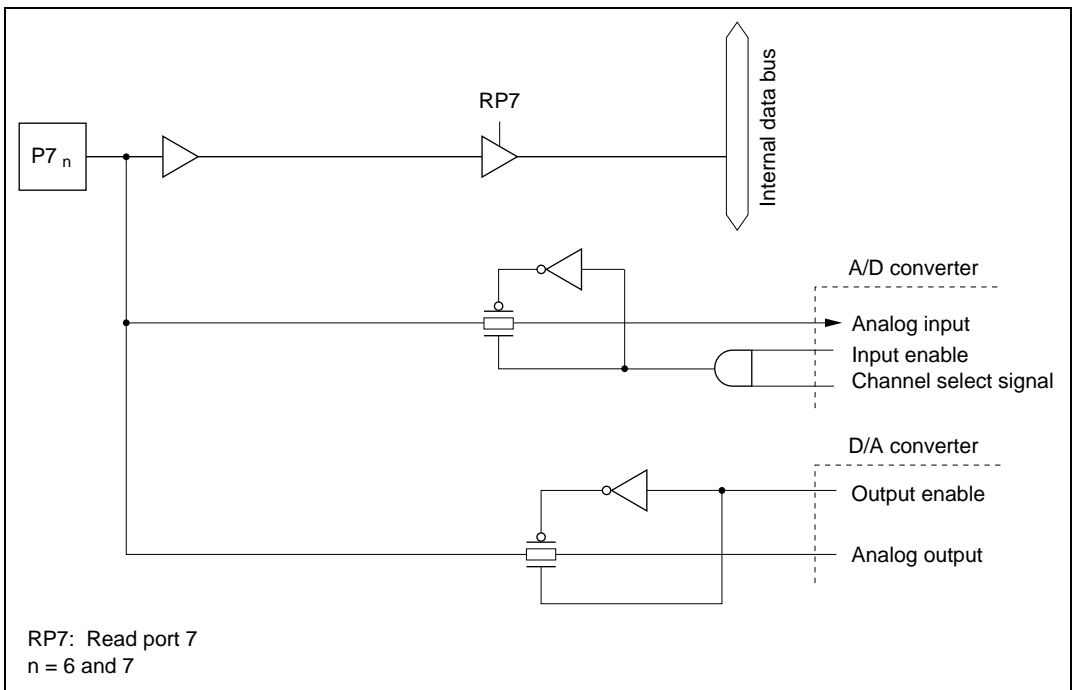 RP7
P7 n
Internal data bus
A/D converter
Analog input
Input enable
Channel select signal
D/A converter
Output enable
Analog output
RP7: Read port 7
n = 6 and 7